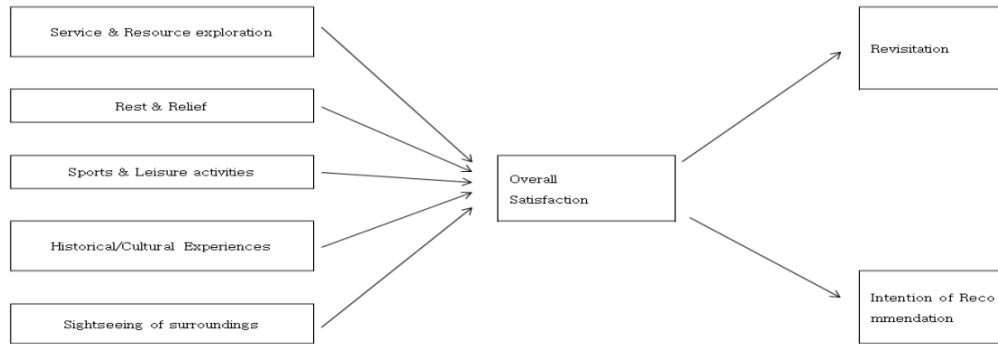 Service & Resource exploration
Rest & Relief
Sports & Leisure activities
Historical/Cultural Experiences
Sightseeing of surroundings
Overall
Satisfaction
Revisitation
Intention of Reco
mmendation